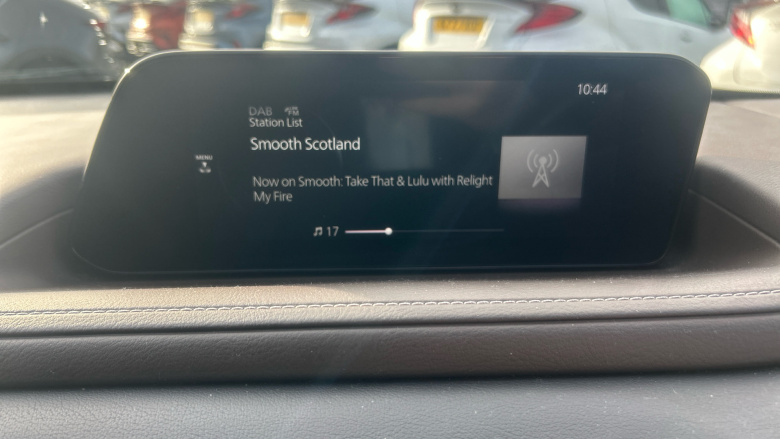 10:44
DAB
Station List
Smooth Scotland
MENU
Now on Smooth: Take That & Lulu with Relight
My Fire
17